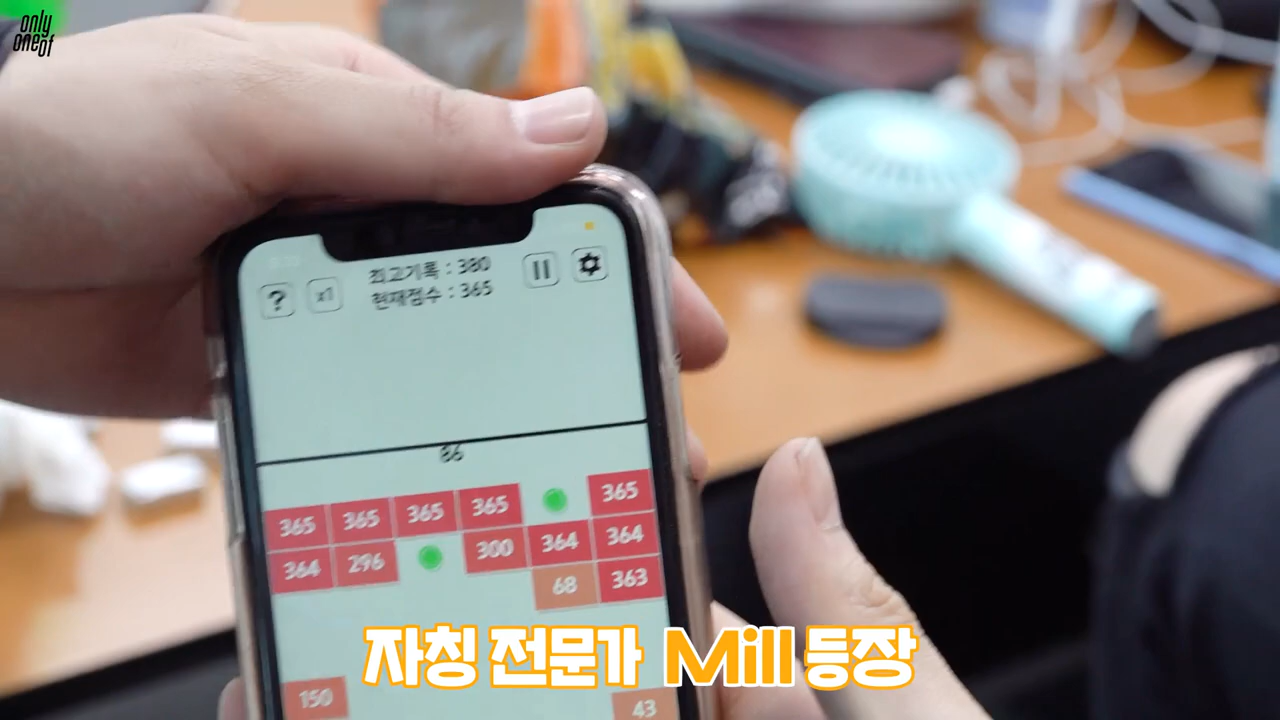 only
oneof
최고기록 : 380
? x1 현재점수 : 365
86
365 365 365 365 365
364 296 300 364 364
68 363
150 43
자칭 전문가 Mill 등장